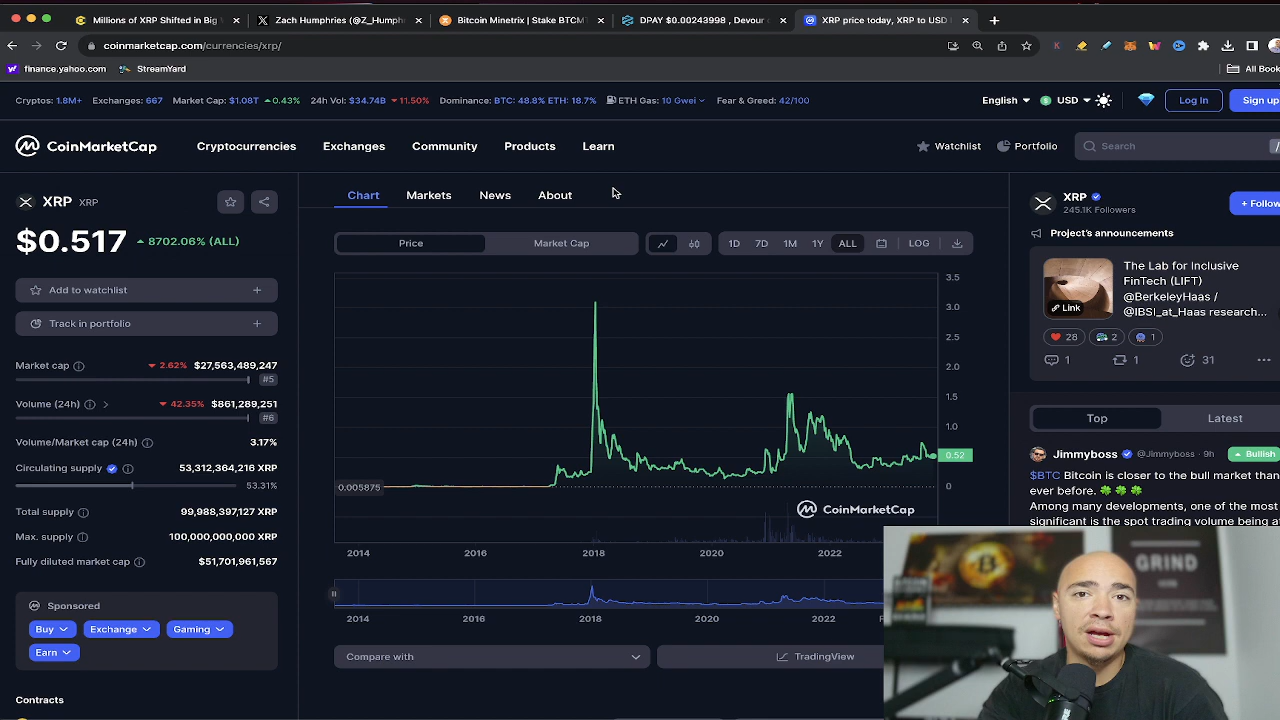 Millions of XRP Shifted in Big
Zach Humphries (@Z_Humph
Bitcoin Minetrix | Stake BTCM
DPAY $0.00243998 , Devour
XRP price today, XRP to USD
coinmarketcap.com/currencies/xrp/
finance.yahoo.com
StreamYard
All Book
Cryptos: 1.8M+ Exchanges: 667 Market Cap: $1.08T 0.43% 24h Vol: $34.74B 11.50% Dominance: BTC: 48.8% ETH: 18.7% ETH Gas: 10 Gwei Fear & Greed: 42/100
English USD Log In Sign up
CoinMarketCap Cryptocurrencies Exchanges Community Products Learn
Watchlist Portfolio Search /
XRP XRP
$0.517 8702.06% (ALL)
Add to watchlist +
Track in portfolio +
Market cap 2.62% $27,563,489,247
#5
Volume (24h) 42.35% $861,289,251
#6
Volume/Market cap (24h) 3.17%
Circulating supply 53,312,364,216 XRP
53.31%
Total supply 99,988,397,127 XRP
Max. supply 100,000,000,000 XRP
Fully diluted market cap $51,701,961,567
Sponsored
Buy Exchange Gaming
Earn
Contracts
Chart Markets News About
Price Market Cap 1D 7D 1M 1Y ALL LOG
3.5
3.0
2.5
2.0
1.5
1.0
0.52
0
0.005875
CoinMarketCap
2014 2016 2018 2020 2022
2014 2016 2018 2020 2022
Compare with
TradingView
XRP
245.1K Followers
+ Follow
Project's announcements
The Lab for Inclusive
FinTech (LIFT)
@BerkeleyHaas /
@IBSI_at_Haas research...
Link
28 2 1
1 1 31
Top Latest
Jimmyboss @Jimmyboss · 9h Bullish
$BTC Bitcoin is closer to the bull market than
ever before.
Among many developments, one of the most
significant is the spot trading volume being a
GRIND